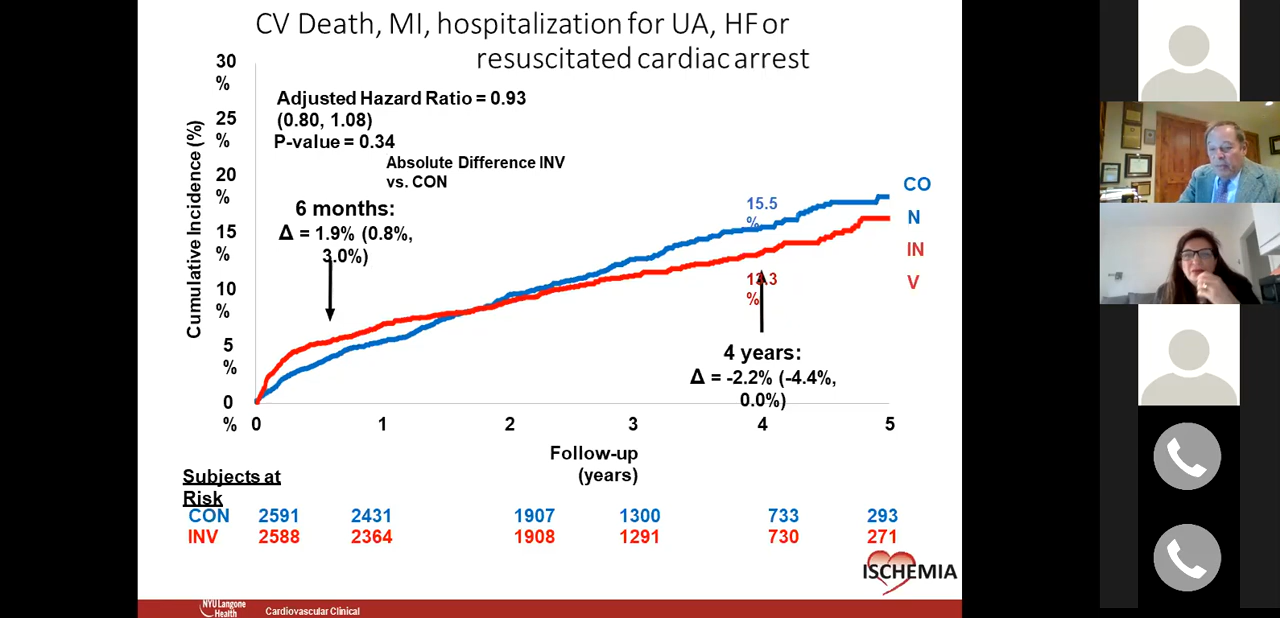 CV Death, MI, hospitalization for UA, HF or
resuscitated cardiac arrest
30
%
25
%
20
%
15
%
10
%
5
%
0
%
Cumulative Incidence (%)
Adjusted Hazard Ratio = 0.93
(0.80, 1.08)
P-value = 0.34
Absolute Difference INV
vs. CON
6 months:
Δ = 1.9% (0.8%,
3.0%)
15.5
%
13.3
%
CO
N
IN
V
4 years:
Δ = -2.2% (-4.4%,
0.0%)
0 1 2 3 4 5
Follow-up
(years)
Subjects at
Risk
CON 2591 2431 1907 1300 733 293
INV 2588 2364 1908 1291 730 271
ISCHEMIA
NYU Langone
Health
Cardiovascular Clinical